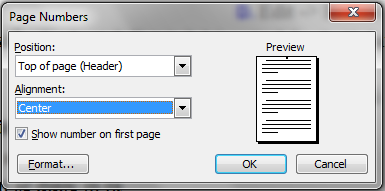 Page Numbers
Position:
Preview
Top of page (Header)
Alignment:
Center
Show number on first page
Format...
OK
Cancel